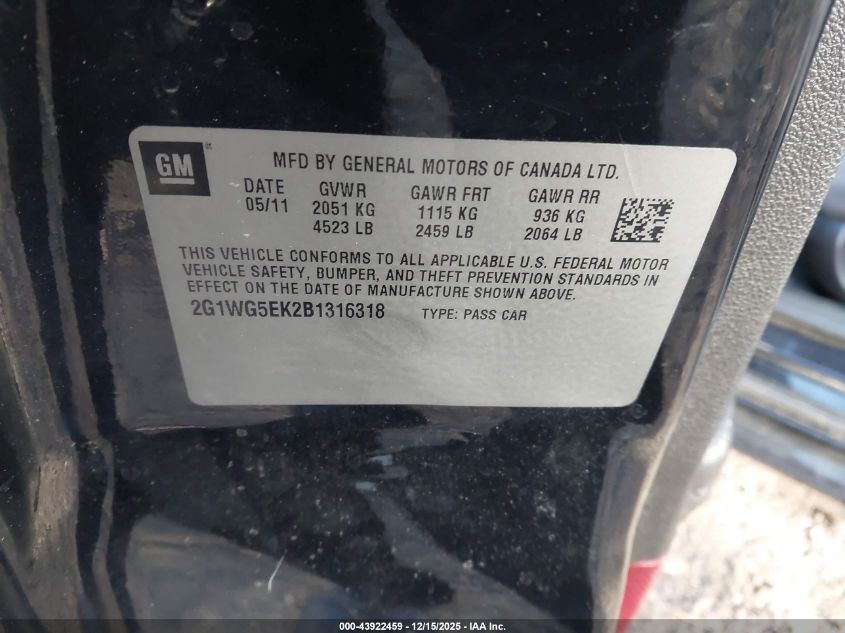 GM
MFD BY GENERAL MOTORS OF CANADA LTD.
DATE GVWR GAWR FRT GAWR RR
05/11 2051 KG 1115 KG 936 KG
4523 LB 2459 LB 2064 LB
THIS VEHICLE CONFORMS TO ALL APPLICABLE U.S. FEDERAL MOTOR
VEHICLE SAFETY, BUMPER, AND THEFT PREVENTION STANDARDS IN
EFFECT ON THE DATE OF MANUFACTURE SHOWN ABOVE.
2G1WG5EK2B1316318 TYPE: PASS CAR
000-43922459 - 12/15/2025 - IAA Inc.